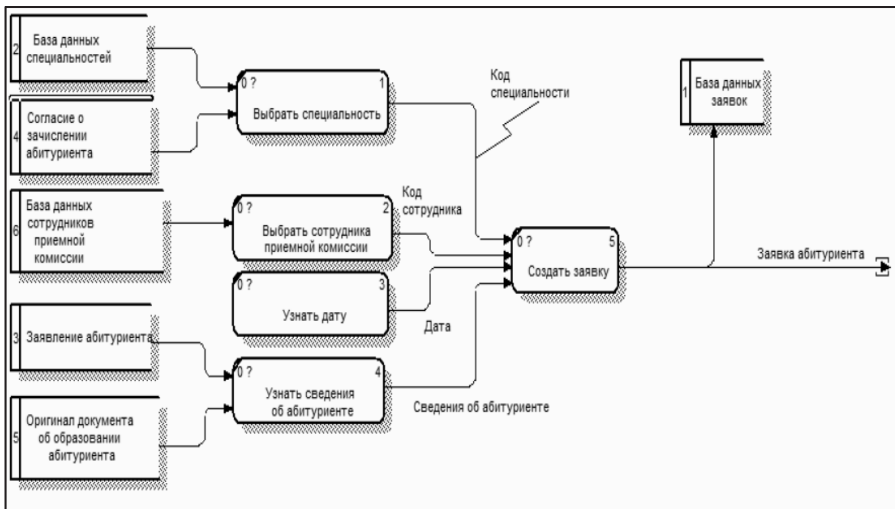 2
База данных
специальностей
4
Согласие о
зачислении
абитуриента
6
База данных
сотрудников
приемной
комиссии
3
Заявление абитуриента
5
Оригинал документа
об образовании
абитуриента
0 ?
1
Выбрать специальность
0 ?
2
Выбрать сотрудника
приемной комиссии
0 ?
3
Узнать дату
0 ?
4
Узнать сведения
об абитуриенте
Код
специальности
Код
сотрудника
Дата
Сведения об абитуриенте
0 ?
5
Создать заявку
1
База данных
заявок
Заявка абитуриента